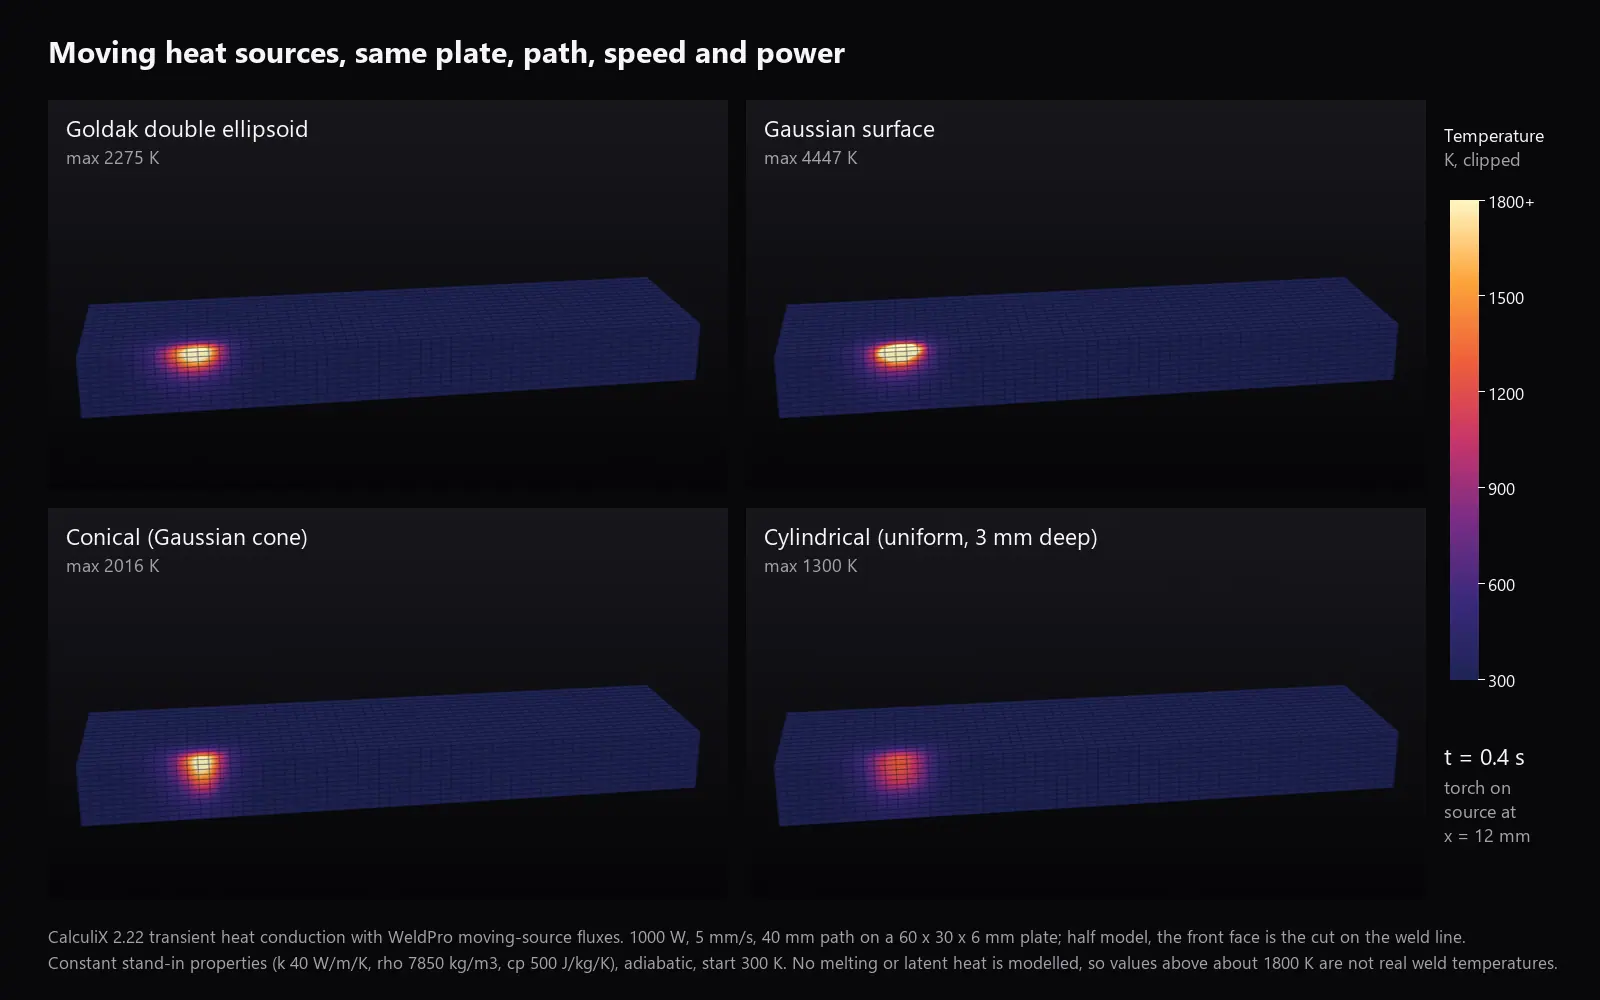 Moving heat sources, same plate, path, speed and power
Goldak double ellipsoid
max 2275 K
Gaussian surface
max 4447 K
Temperature
K, clipped
1800+
1500
1200
900
600
300
Conical (Gaussian cone)
max 2016 K
Cylindrical (uniform, 3 mm deep)
max 1300 K
t = 0.4 s
torch on
source at
x = 12 mm
CalculiX 2.22 transient heat conduction with WeldPro moving-source fluxes. 1000 W, 5 mm/s, 40 mm path on a 60 x 30 x 6 mm plate; half model, the front face is the cut on the weld line.
Constant stand-in properties (k 40 W/m/K, rho 7850 kg/m3, cp 500 J/kg/K), adiabatic, start 300 K. No melting or latent heat is modelled, so values above about 1800 K are not real weld temperatures.